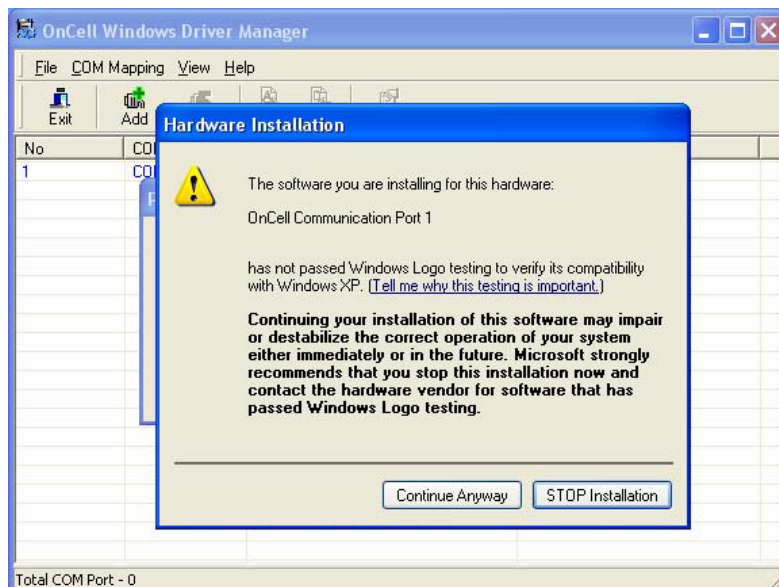 OnCell Windows Driver Manager
File COM Mapping View Help
Exit Add
Hardware Installation
No
1
The software you are installing for this hardware:
OnCell Communication Port 1
has not passed Windows Logo testing to verify its compatibility
with Windows XP. (Tell me why this testing is important.)
Continuing your installation of this software may impair
or destabilize the correct operation of your system
either immediately or in the future. Microsoft strongly
recommends that you stop this installation now and
contact the hardware vendor for software that has
passed Windows Logo testing.
Continue Anyway STOP Installation
Total COM Port - 0